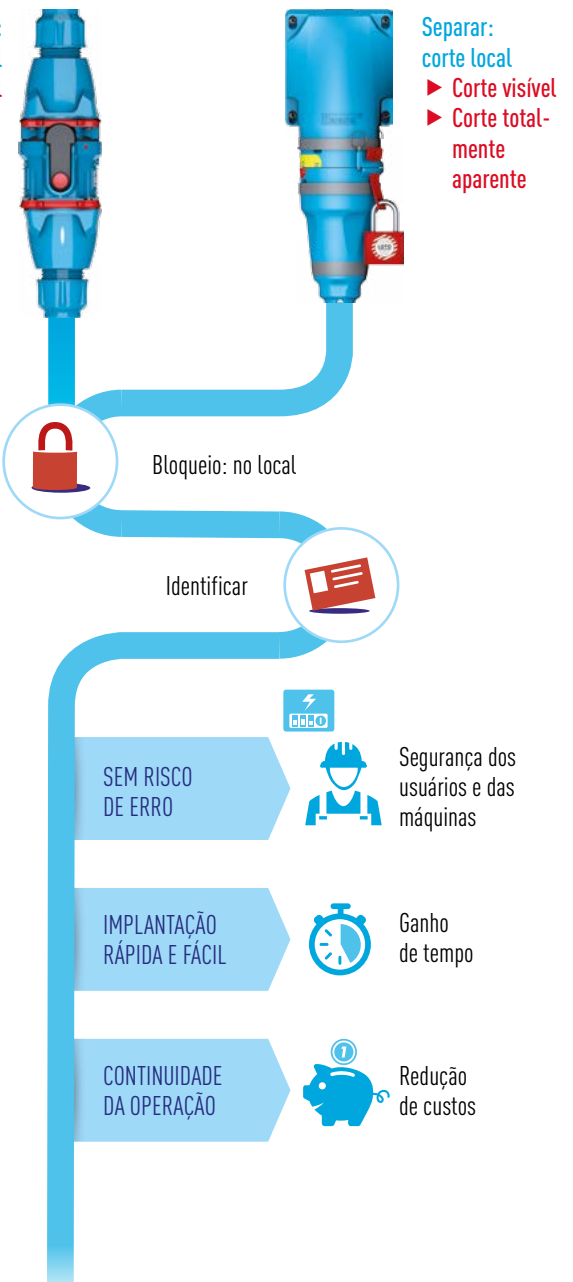 Separar:
corte local
▶ Corte visível
▶ Corte total-
mente
aparente
Bloqueio: no local
Identificar
SEM RISCO
DE ERRO
Segurança dos
usuários e das
máquinas
IMPLANTAÇÃO
RÁPIDA E FÁCIL
Ganho
de tempo
CONTINUIDADE
DA OPERAÇÃO
1
Redução
de custos